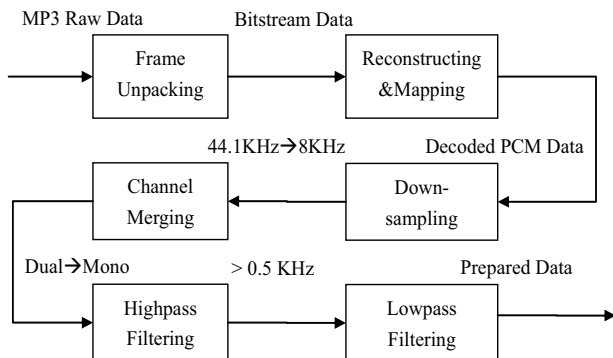 MP3 Raw Data
Bitstream Data
Frame
Unpacking
Reconstructing
&Mapping
44.1KHz→8KHz
Decoded PCM Data
Channel
Merging
Down-
sampling
Dual→Mono
> 0.5 KHz
Prepared Data
Highpass
Filtering
Lowpass
Filtering